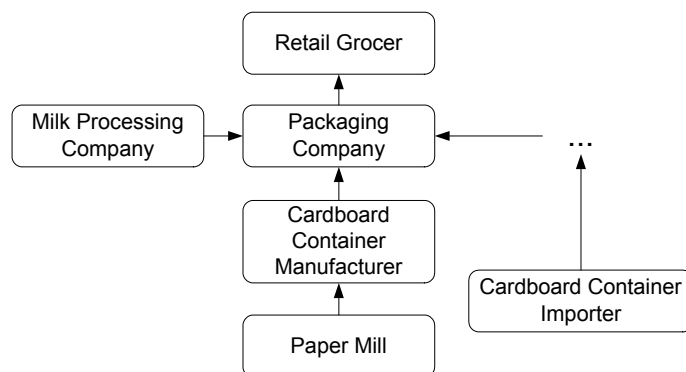 Retail Grocer
Milk Processing
Company
Packaging
Company
...
Cardboard
Container
Manufacturer
Cardboard Container
Importer
Paper Mill